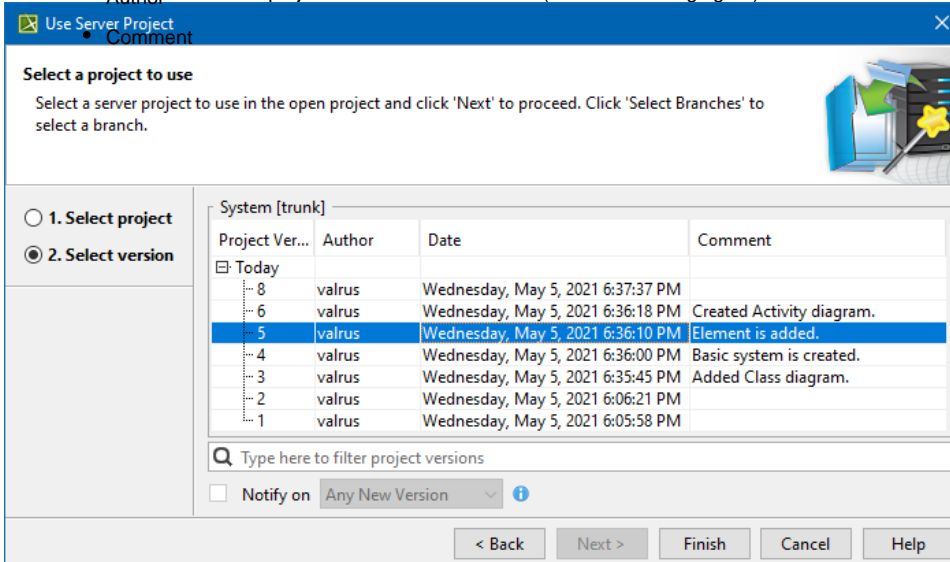 Use Server Project
• Comment
Select a project to use
Select a server project to use in the open project and click 'Next' to proceed. Click 'Select Branches' to
select a branch.
1. Select project
2. Select version
System [trunk]
Project Ver... Author Date Comment
Today
8 valrus Wednesday, May 5, 2021 6:37:37 PM
6 valrus Wednesday, May 5, 2021 6:36:18 PM Created Activity diagram.
5 valrus Wednesday, May 5, 2021 6:36:10 PM Element is added.
4 valrus Wednesday, May 5, 2021 6:36:00 PM Basic system is created.
3 valrus Wednesday, May 5, 2021 6:35:45 PM Added Class diagram.
2 valrus Wednesday, May 5, 2021 6:06:21 PM
1 valrus Wednesday, May 5, 2021 6:05:58 PM
Type here to filter project versions
Notify on Any New Version
< Back Next > Finish Cancel Help